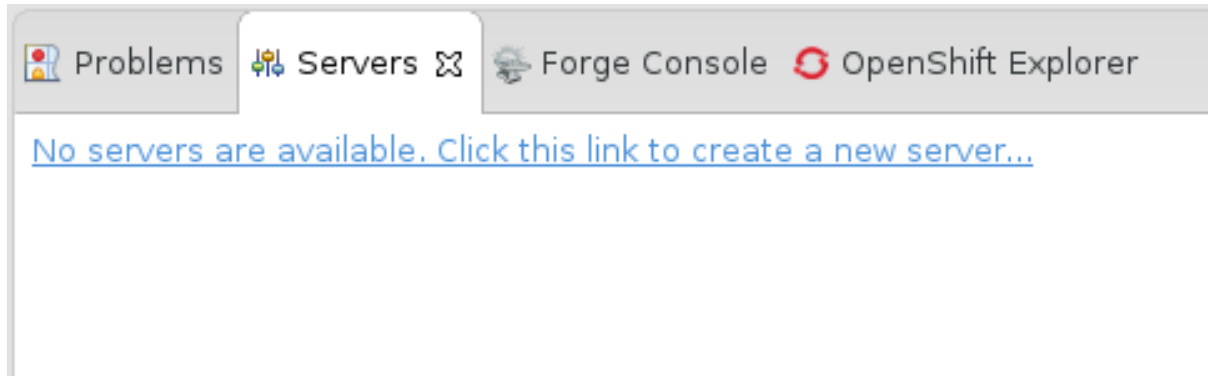 Problems Servers Forge Console OpenShift Explorer
No servers are available. Click this link to create a new server...